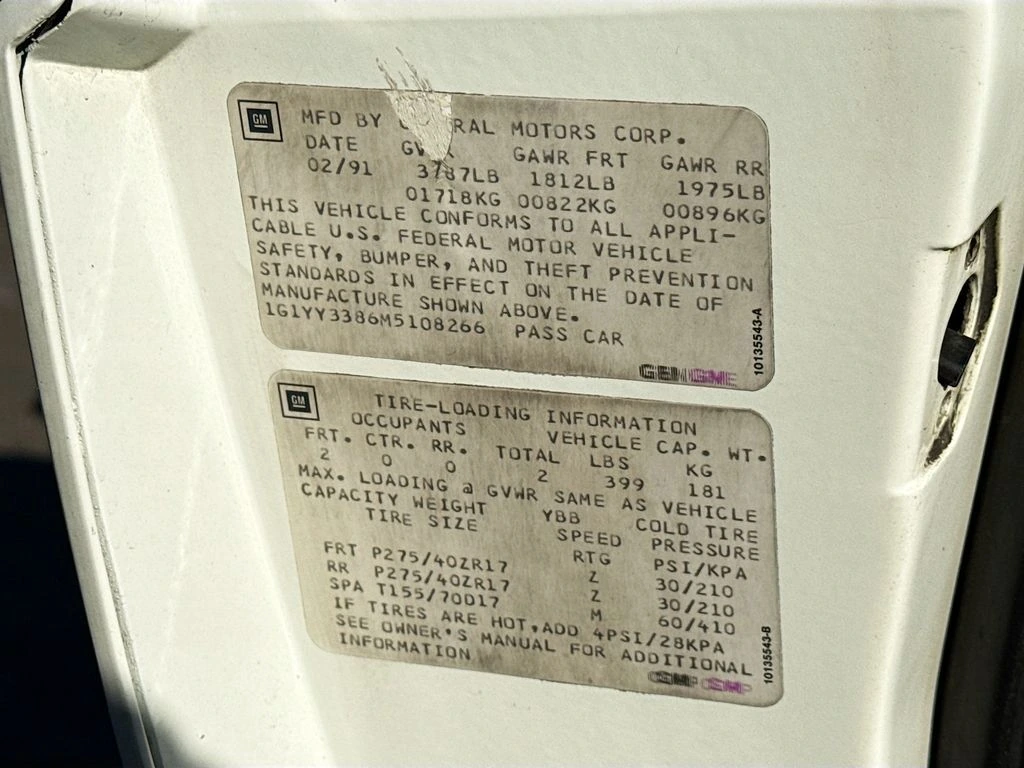 GM
MFD BY GENERAL MOTORS CORP.
DATE GVWR GAWR FRT GAWR RR
02/91 3787LB 1812LB 1975LB
01718KG 00822KG 00896KG
THIS VEHICLE CONFORMS TO ALL APPLI-
CABLE U.S. FEDERAL MOTOR VEHICLE
SAFETY, BUMPER, AND THEFT PREVENTION
STANDARDS IN EFFECT ON THE DATE OF
MANUFACTURE SHOWN ABOVE.
1G1YY3386M5108266 PASS CAR
10135543-A
GM
TIRE-LOADING INFORMATION
OCCUPANTS VEHICLE CAP. WT.
FRT. CTR. RR. TOTAL LBS KG
2 0 0 2 399 181
MAX. LOADING @ GVWR SAME AS VEHICLE
CAPACITY WEIGHT YBB COLD TIRE
TIRE SIZE SPEED PRESSURE
RTG PSI/KPA
FRT P275/40ZR17 Z 30/210
RR P275/40ZR17 Z 30/210
SPA T155/70D17 M 60/410
IF TIRES ARE HOT,ADD 4PSI/28KPA
SEE OWNER'S MANUAL FOR ADDITIONAL
INFORMATION
10135543-B